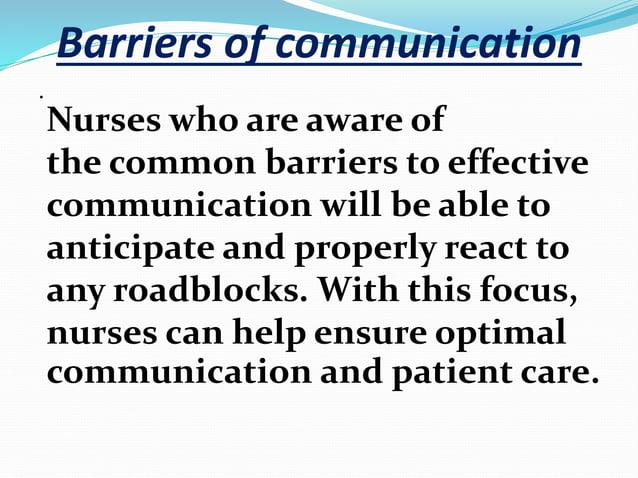 Barriers of communication
.
Nurses who are aware of
the common barriers to effective
communication will be able to
anticipate and properly react to
any roadblocks. With this focus,
nurses can help ensure optimal
communication and patient care.